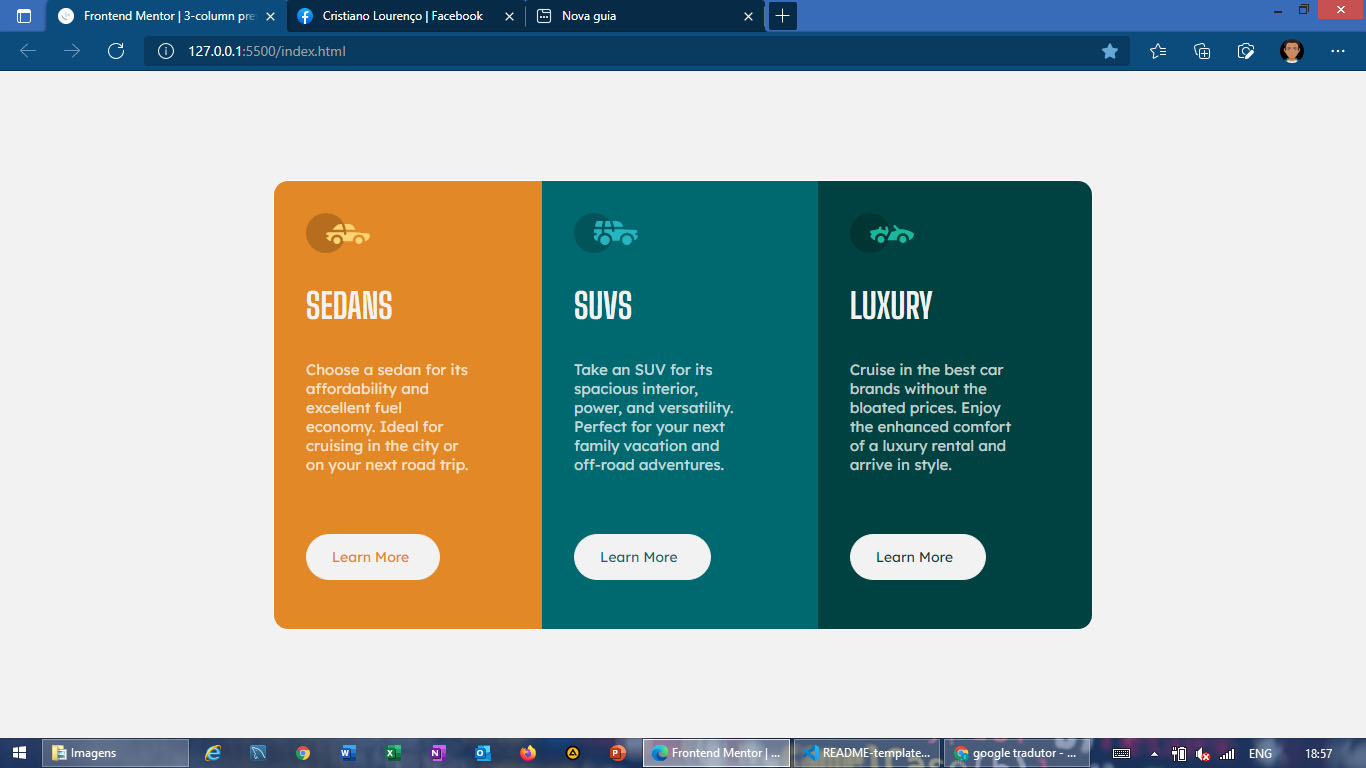 Frontend Mentor | 3-column pre
Cristiano Lourenço | Facebook
Nova guia
127.0.0.1:5500/index.html
SEDANS
Choose a sedan for its
affordability and
excellent fuel
economy. Ideal for
cruising in the city or
on your next road trip.
Learn More
SUVS
Take an SUV for its
spacious interior,
power, and versatility.
Perfect for your next
family vacation and
off-road adventures.
Learn More
LUXURY
Cruise in the best car
brands without the
bloated prices. Enjoy
the enhanced comfort
of a luxury rental and
arrive in style.
Learn More
Imagens
Frontend Mentor | ...
README-template...
google tradutor - ...
ENG
18:57